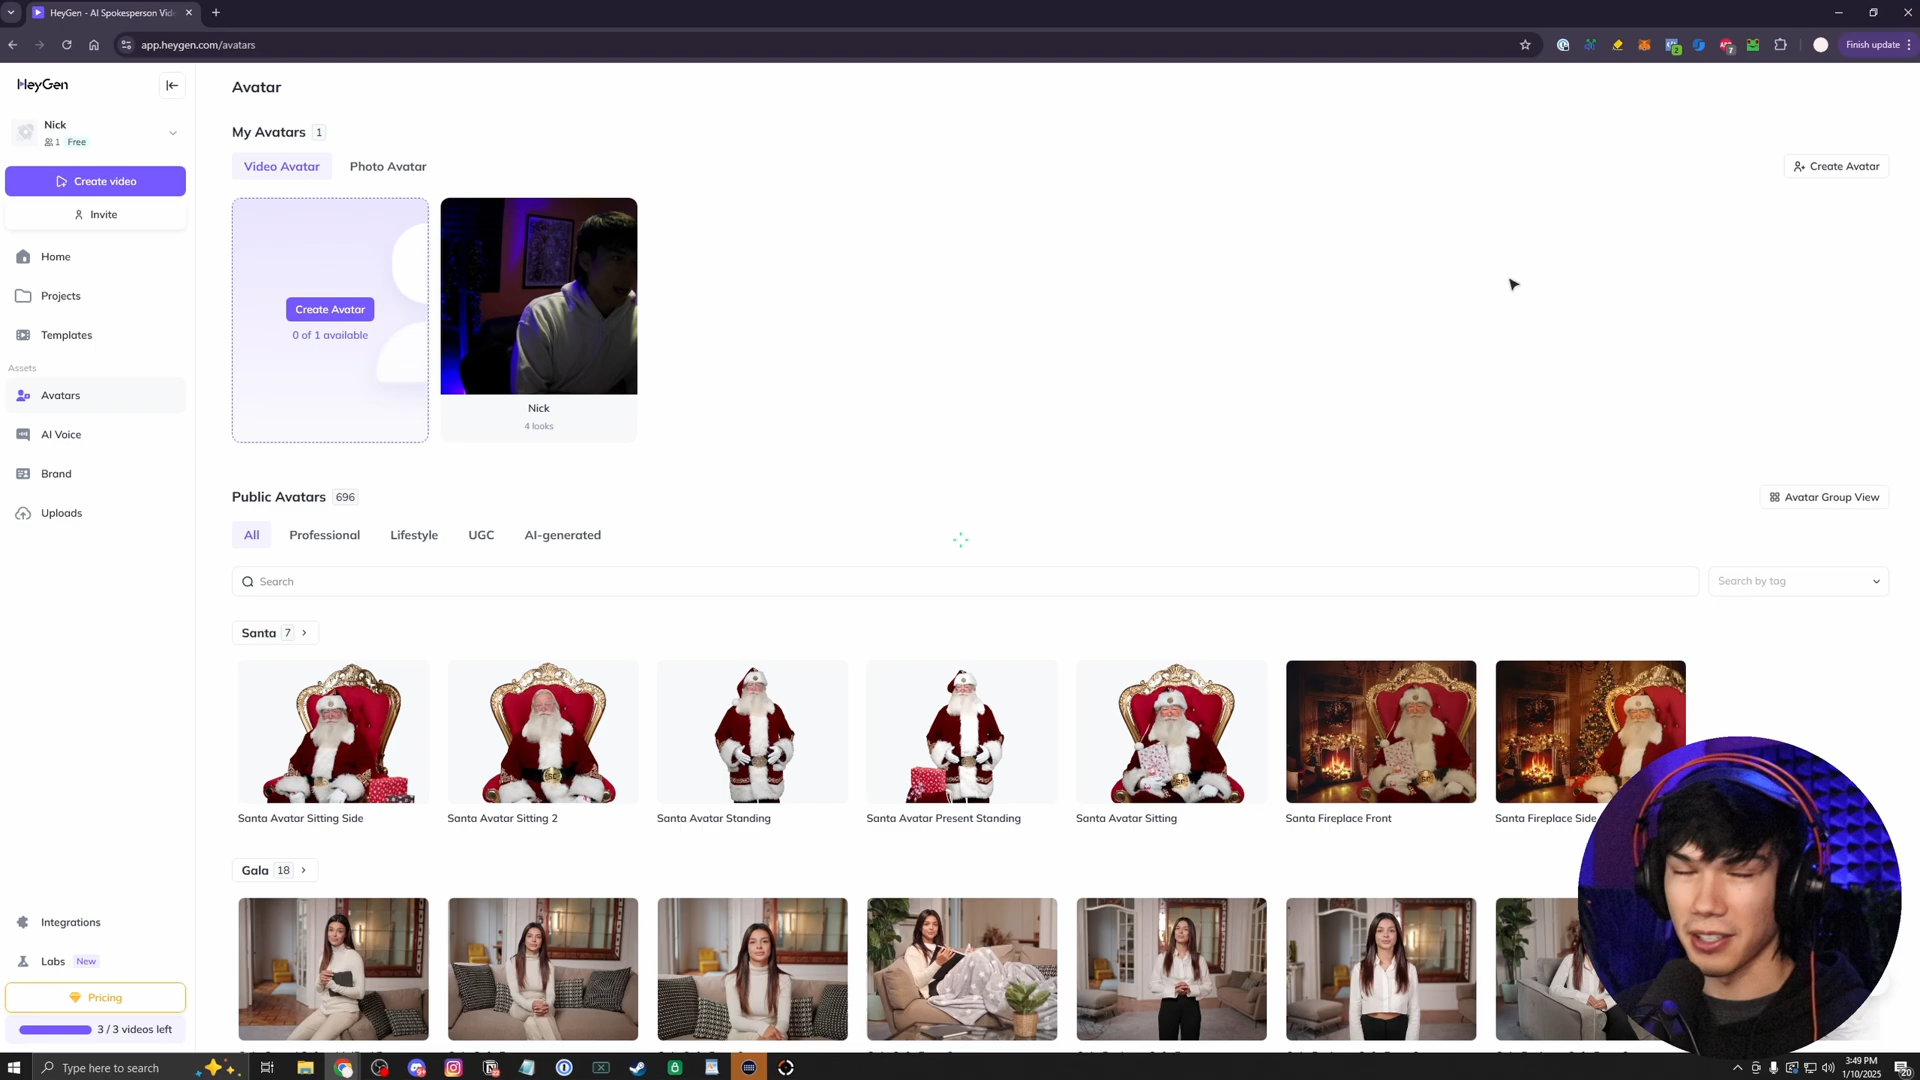 HeyGen - AI Spokesperson Vid
app.heygen.com/avatars
Finish update
HeyGen
Nick
1 Free
Create video
Invite
Home
Projects
Templates
Assets
Avatars
AI Voice
Brand
Uploads
Integrations
Labs New
Pricing
3 / 3 videos left
Avatar
My Avatars 1
Video Avatar Photo Avatar
Create Avatar
Create Avatar
0 of 1 available
Nick
4 looks
Public Avatars 696
Avatar Group View
All Professional Lifestyle UGC AI-generated
Search
Search by tag
Santa 7
Santa Avatar Sitting Side
Santa Avatar Sitting 2
Santa Avatar Standing
Santa Avatar Present Standing
Santa Avatar Sitting
Santa Fireplace Front
Santa Fireplace Side
Gala 18
Type here to search
3:49 PM
1/10/2025
20